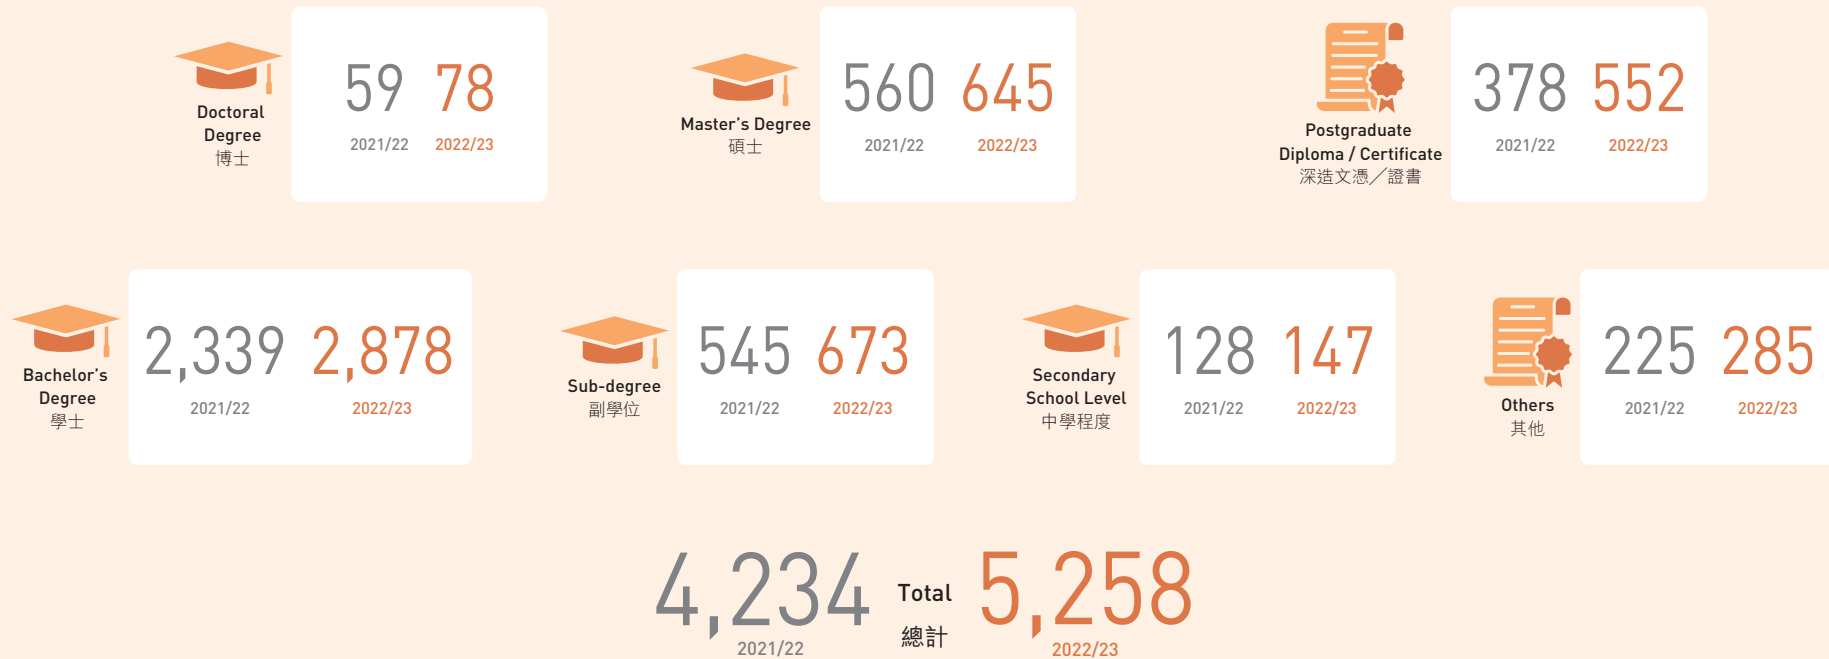 Doctoral
Degree
博士
59 78
2021/22 2022/23
Master's Degree
碩士
560 645
2021/22 2022/23
Postgraduate
Diploma / Certificate
深造文憑／證書
378 552
2021/22 2022/23
Bachelor's
Degree
學士
2,339 2,878
2021/22 2022/23
Sub-degree
副學位
545 673
2021/22 2022/23
Secondary
School Level
中學程度
128 147
2021/22 2022/23
Others
其他
225 285
2021/22 2022/23
4,234 Total 5,258
總計
2021/22 2022/23